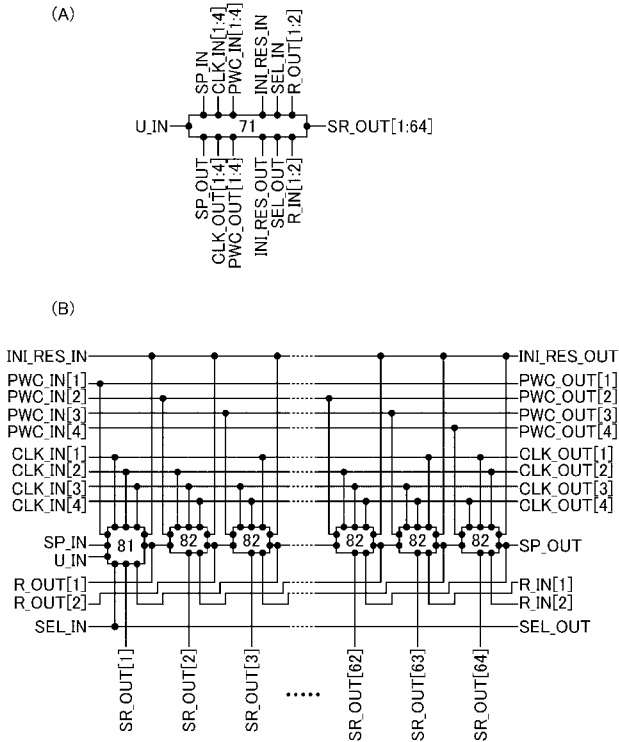 (A)
SP_IN
CLK_IN[1:4]
PWC_IN[1:4]
INI_RES_IN
SEL_IN
R_OUT[1:2]
U_IN
71
SR_OUT[1:64]
SP_OUT
CLK_OUT[1:4]
PWC_OUT[1:4]
INI_RES_OUT
SEL_OUT
R_IN[1:2]
(B)
INI_RES_IN
INI_RES_OUT
PWC_IN[1]
PWC_OUT[1]
PWC_IN[2]
PWC_OUT[2]
PWC_IN[3]
PWC_OUT[3]
PWC_IN[4]
PWC_OUT[4]
CLK_IN[1]
CLK_OUT[1]
CLK_IN[2]
CLK_OUT[2]
CLK_IN[3]
CLK_OUT[3]
CLK_IN[4]
CLK_OUT[4]
SP_IN
81
82
82
82
82
82
SP_OUT
U_IN
R_OUT[1]
R_IN[1]
R_OUT[2]
R_IN[2]
SEL_IN
SEL_OUT
SR_OUT[1]
SR_OUT[2]
SR_OUT[3]
SR_OUT[62]
SR_OUT[63]
SR_OUT[64]